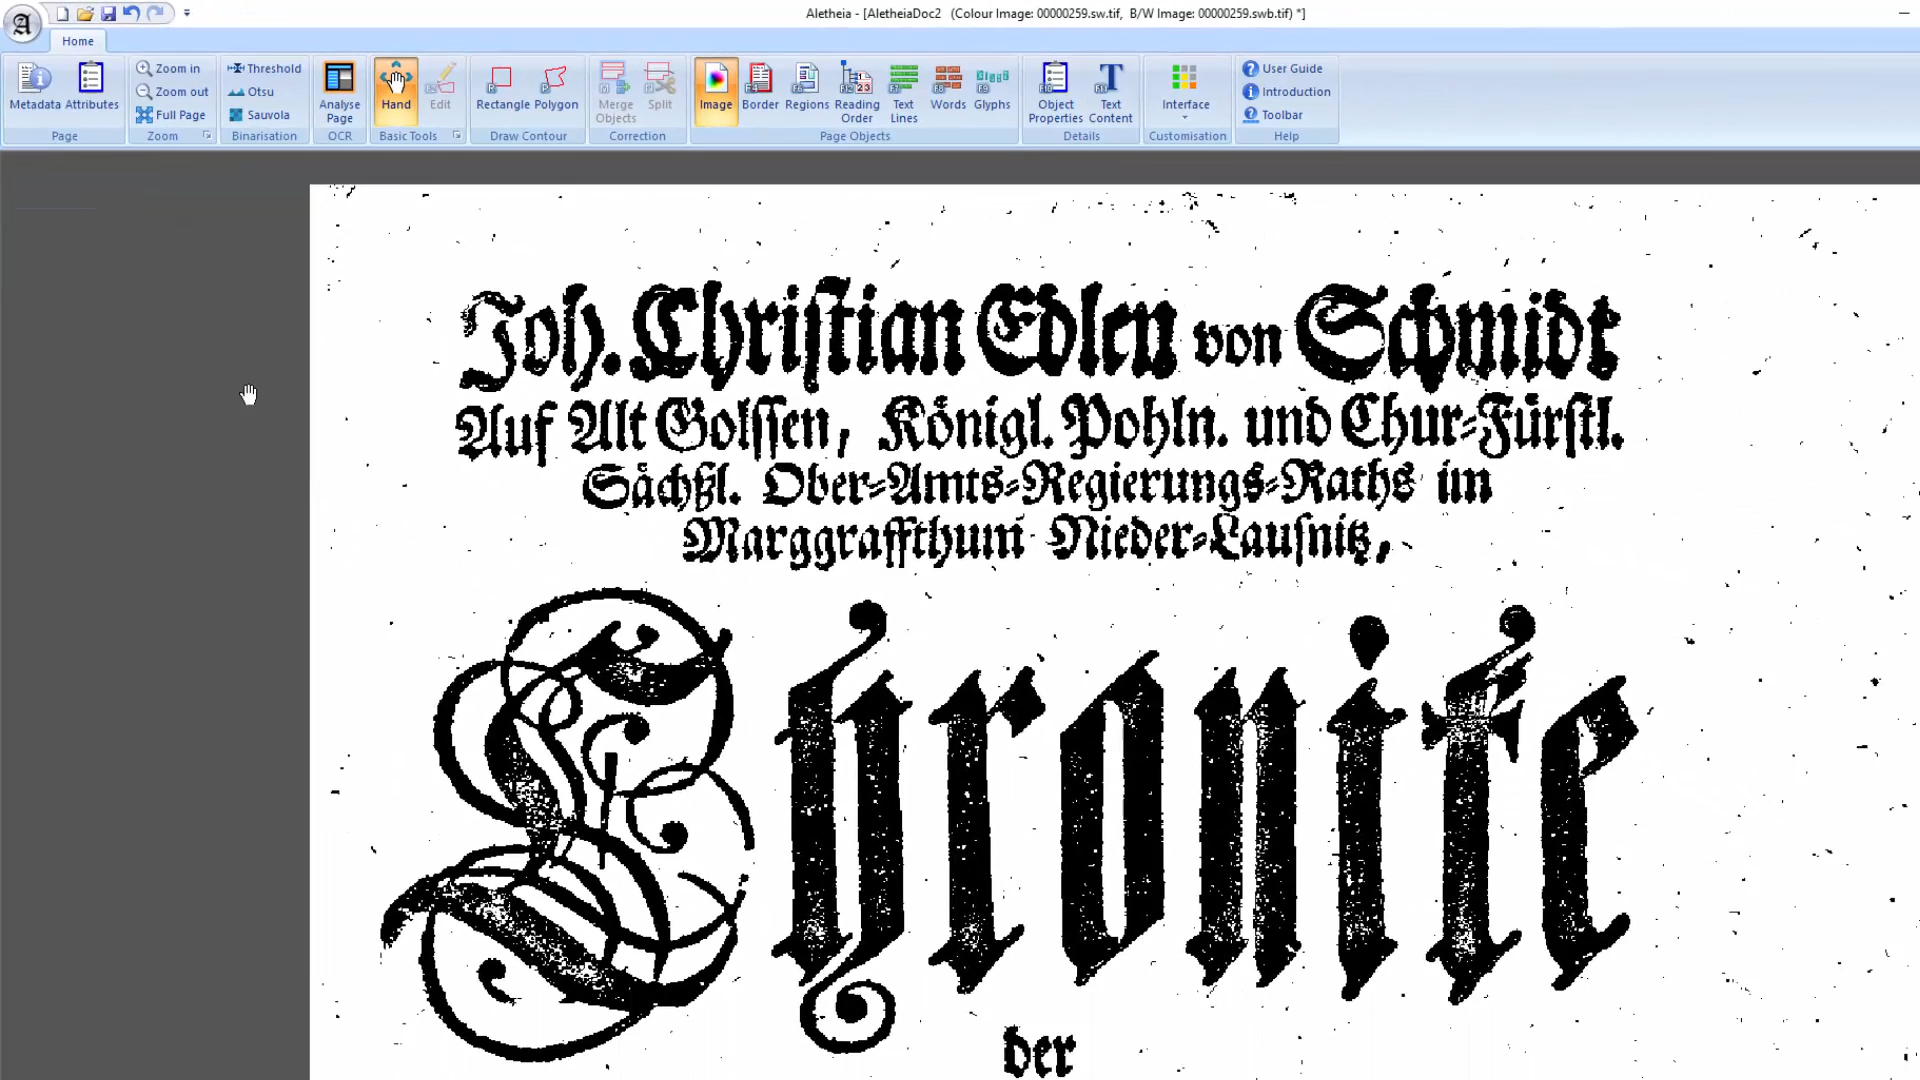 Aletheia - [AletheiaDoc2 (Colour Image: 00000259.sw.tif, B/W Image: 00000259.swb.tif) *]
A
Home
Metadata Attributes
Page
Zoom in
Zoom out
Full Page
Zoom
Threshold
Otsu
Sauvola
Binarisation
Analyse Page
OCR
Hand Edit
Basic Tools
Rectangle Polygon
Draw Contour
Merge Objects Split
Correction
Image Border Regions Reading Order Text Lines Words Glyphs
Page Objects
Object Properties Text Content
Details
Interface
Customisation
User Guide
Introduction
Toolbar
Help
Joh. Chriſtian Edlen von Schmidt
Auf Alt Golſſen, Königl. Pohln. und Chur-Fürſtl.
Sächßl. Ober-Amts-Regierungs-Raths im
Marggraffthum Nieder-Lauſnitz,
Chronike
der